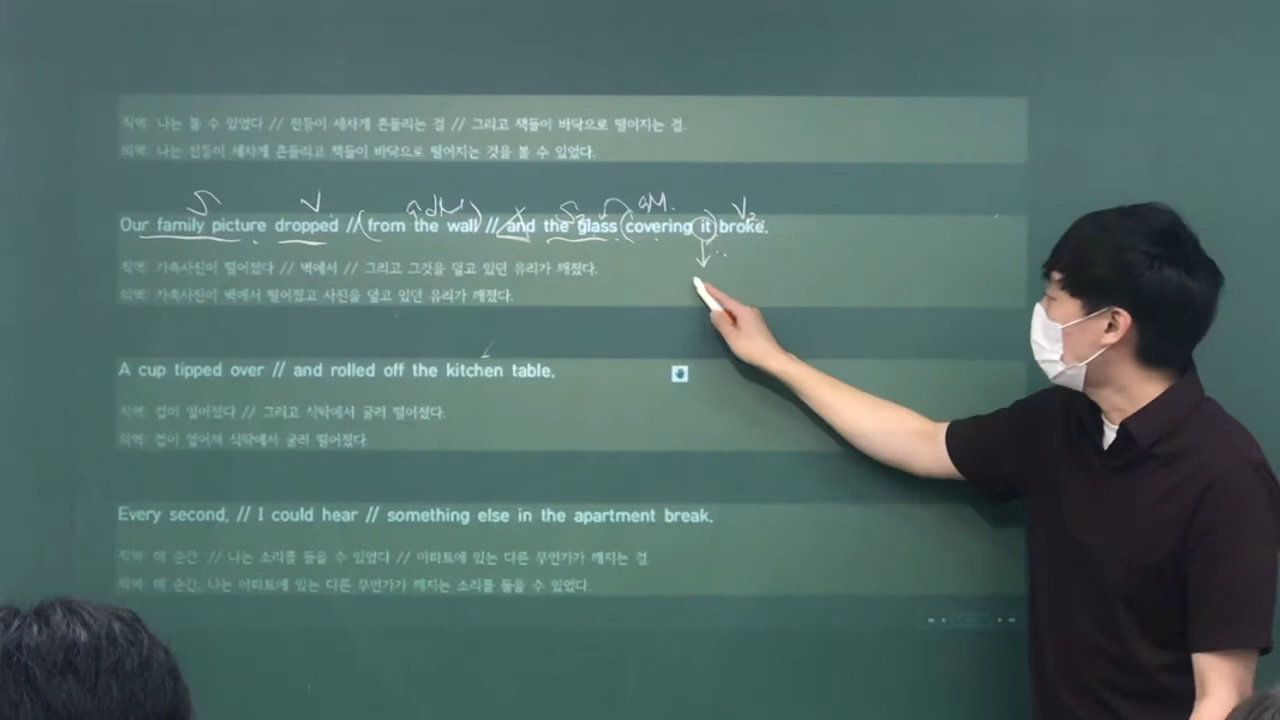 직역: 나는 볼 수 있었다 // 전등이 세차게 흔들리는 걸 // 그리고 책들이 바닥으로 떨어지는 걸.
의역: 나는 전등이 세차게 흔들리고 책들이 바닥으로 떨어지는 것을 볼 수 있었다.
S V adM S₂ aM. V₂
Our family picture dropped // (from the wall) // and the glass (covering it) broke.
직역: 가족사진이 떨어졌다 // 벽에서 // 그리고 그것을 덮고 있던 유리가 깨졌다.
의역: 가족사진이 벽에서 떨어졌고 사진을 덮고 있던 유리가 깨졌다.
A cup tipped over // and rolled off the kitchen table.
직역: 컵이 엎어졌다 // 그리고 식탁에서 굴러 떨어졌다.
의역: 컵이 엎어져 식탁에서 굴러 떨어졌다.
Every second, // I could hear // something else in the apartment break.
직역: 매 순간, // 나는 소리를 들을 수 있었다 // 아파트에 있는 다른 무언가가 깨지는 걸.
의역: 매 순간, 나는 아파트에 있는 다른 무언가가 깨지는 소리를 들을 수 있었다.